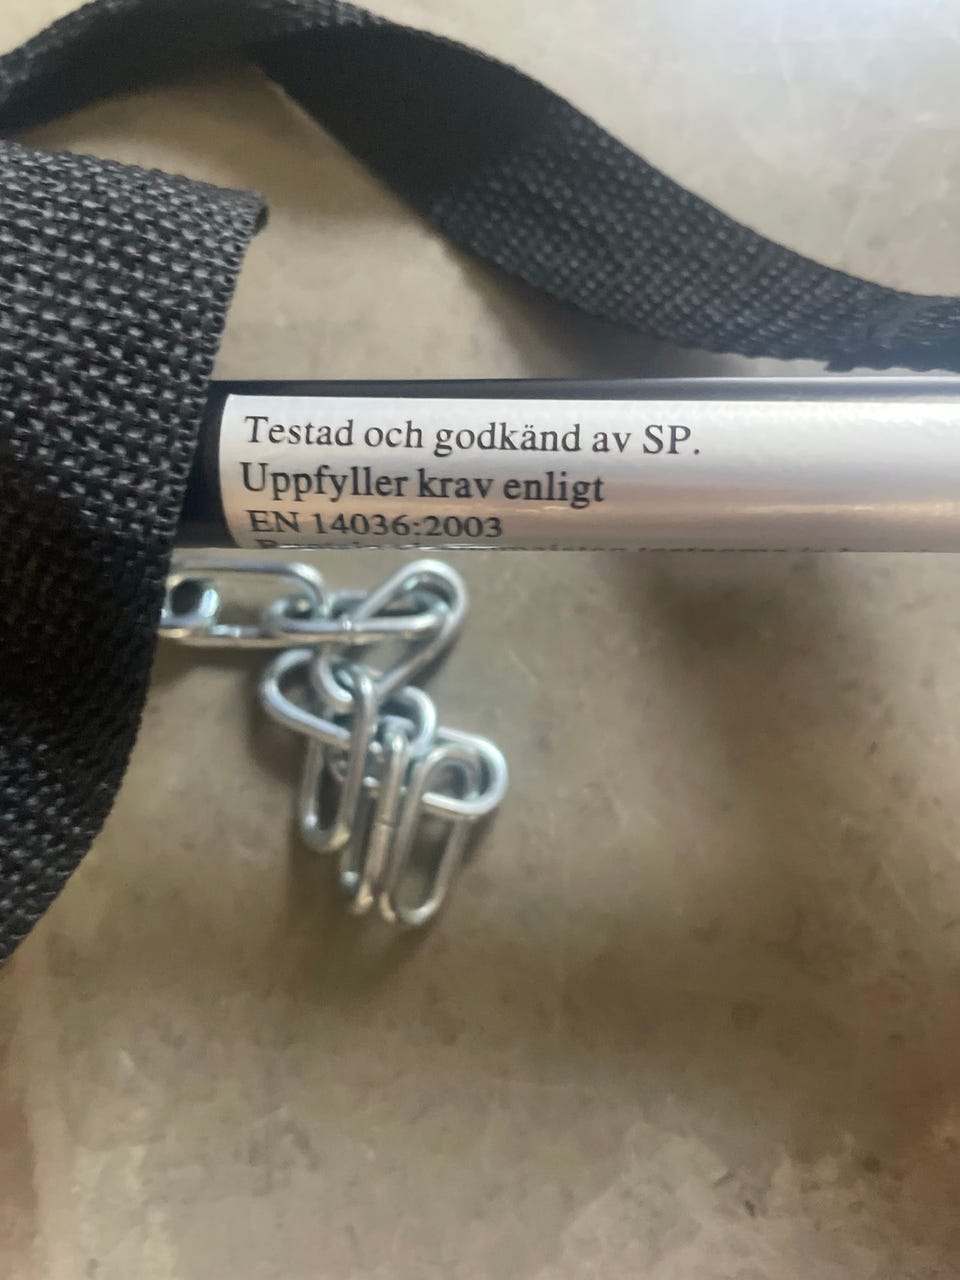 Testad och godkänd av SP.
Uppfyller krav enligt
EN 14036:2003